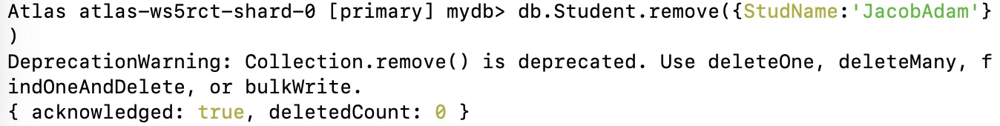 Atlas atlas-ws5rct-shard-0 [primary] mydb> db.Student.remove({StudName:'JacobAdam'}
)
DeprecationWarning: Collection.remove() is deprecated. Use deleteOne, deleteMany, f
indOneAndDelete, or bulkWrite.
{ acknowledged: true, deletedCount: 0 }